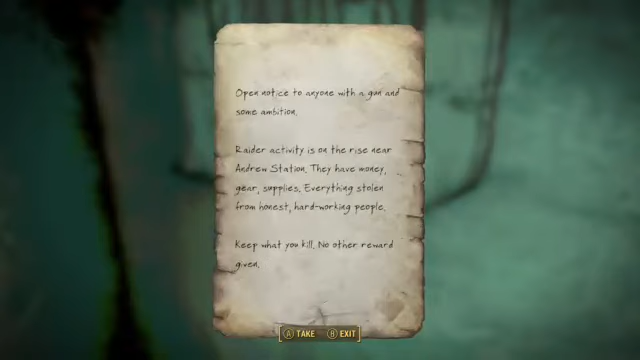 Open notice to anyone with a gun and
some ambition.
Raider activity is on the rise near
Andrew Station. They have money,
gear, supplies. Everything stolen
from honest, hard-working people.
Keep what you kill. No other reward
given.
A TAKE B EXIT